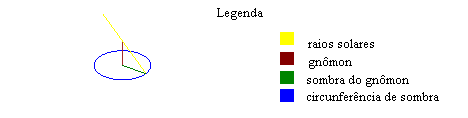 Legenda
raios solares
gnômon
sombra do gnômon
circunferência de sombra